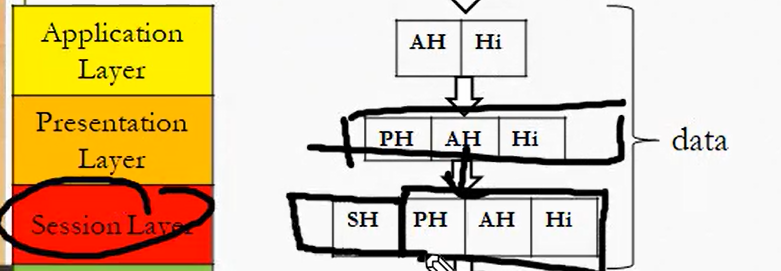 Application
Layer
AH Hi
Presentation
Layer
PH AH Hi
data
Session Layer
SH PH AH Hi